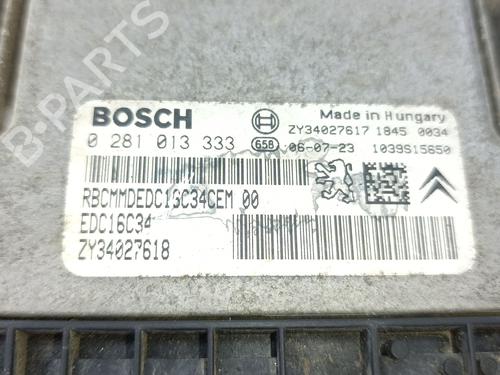 BOSCH
Made in Hungary
ZY34027617 1845 0034
0 281 013 333
658
06-07-23 1039S15650
RBCMMDEDC16C34CEM 00
EDC16C34
ZY34027618
B-PARTS